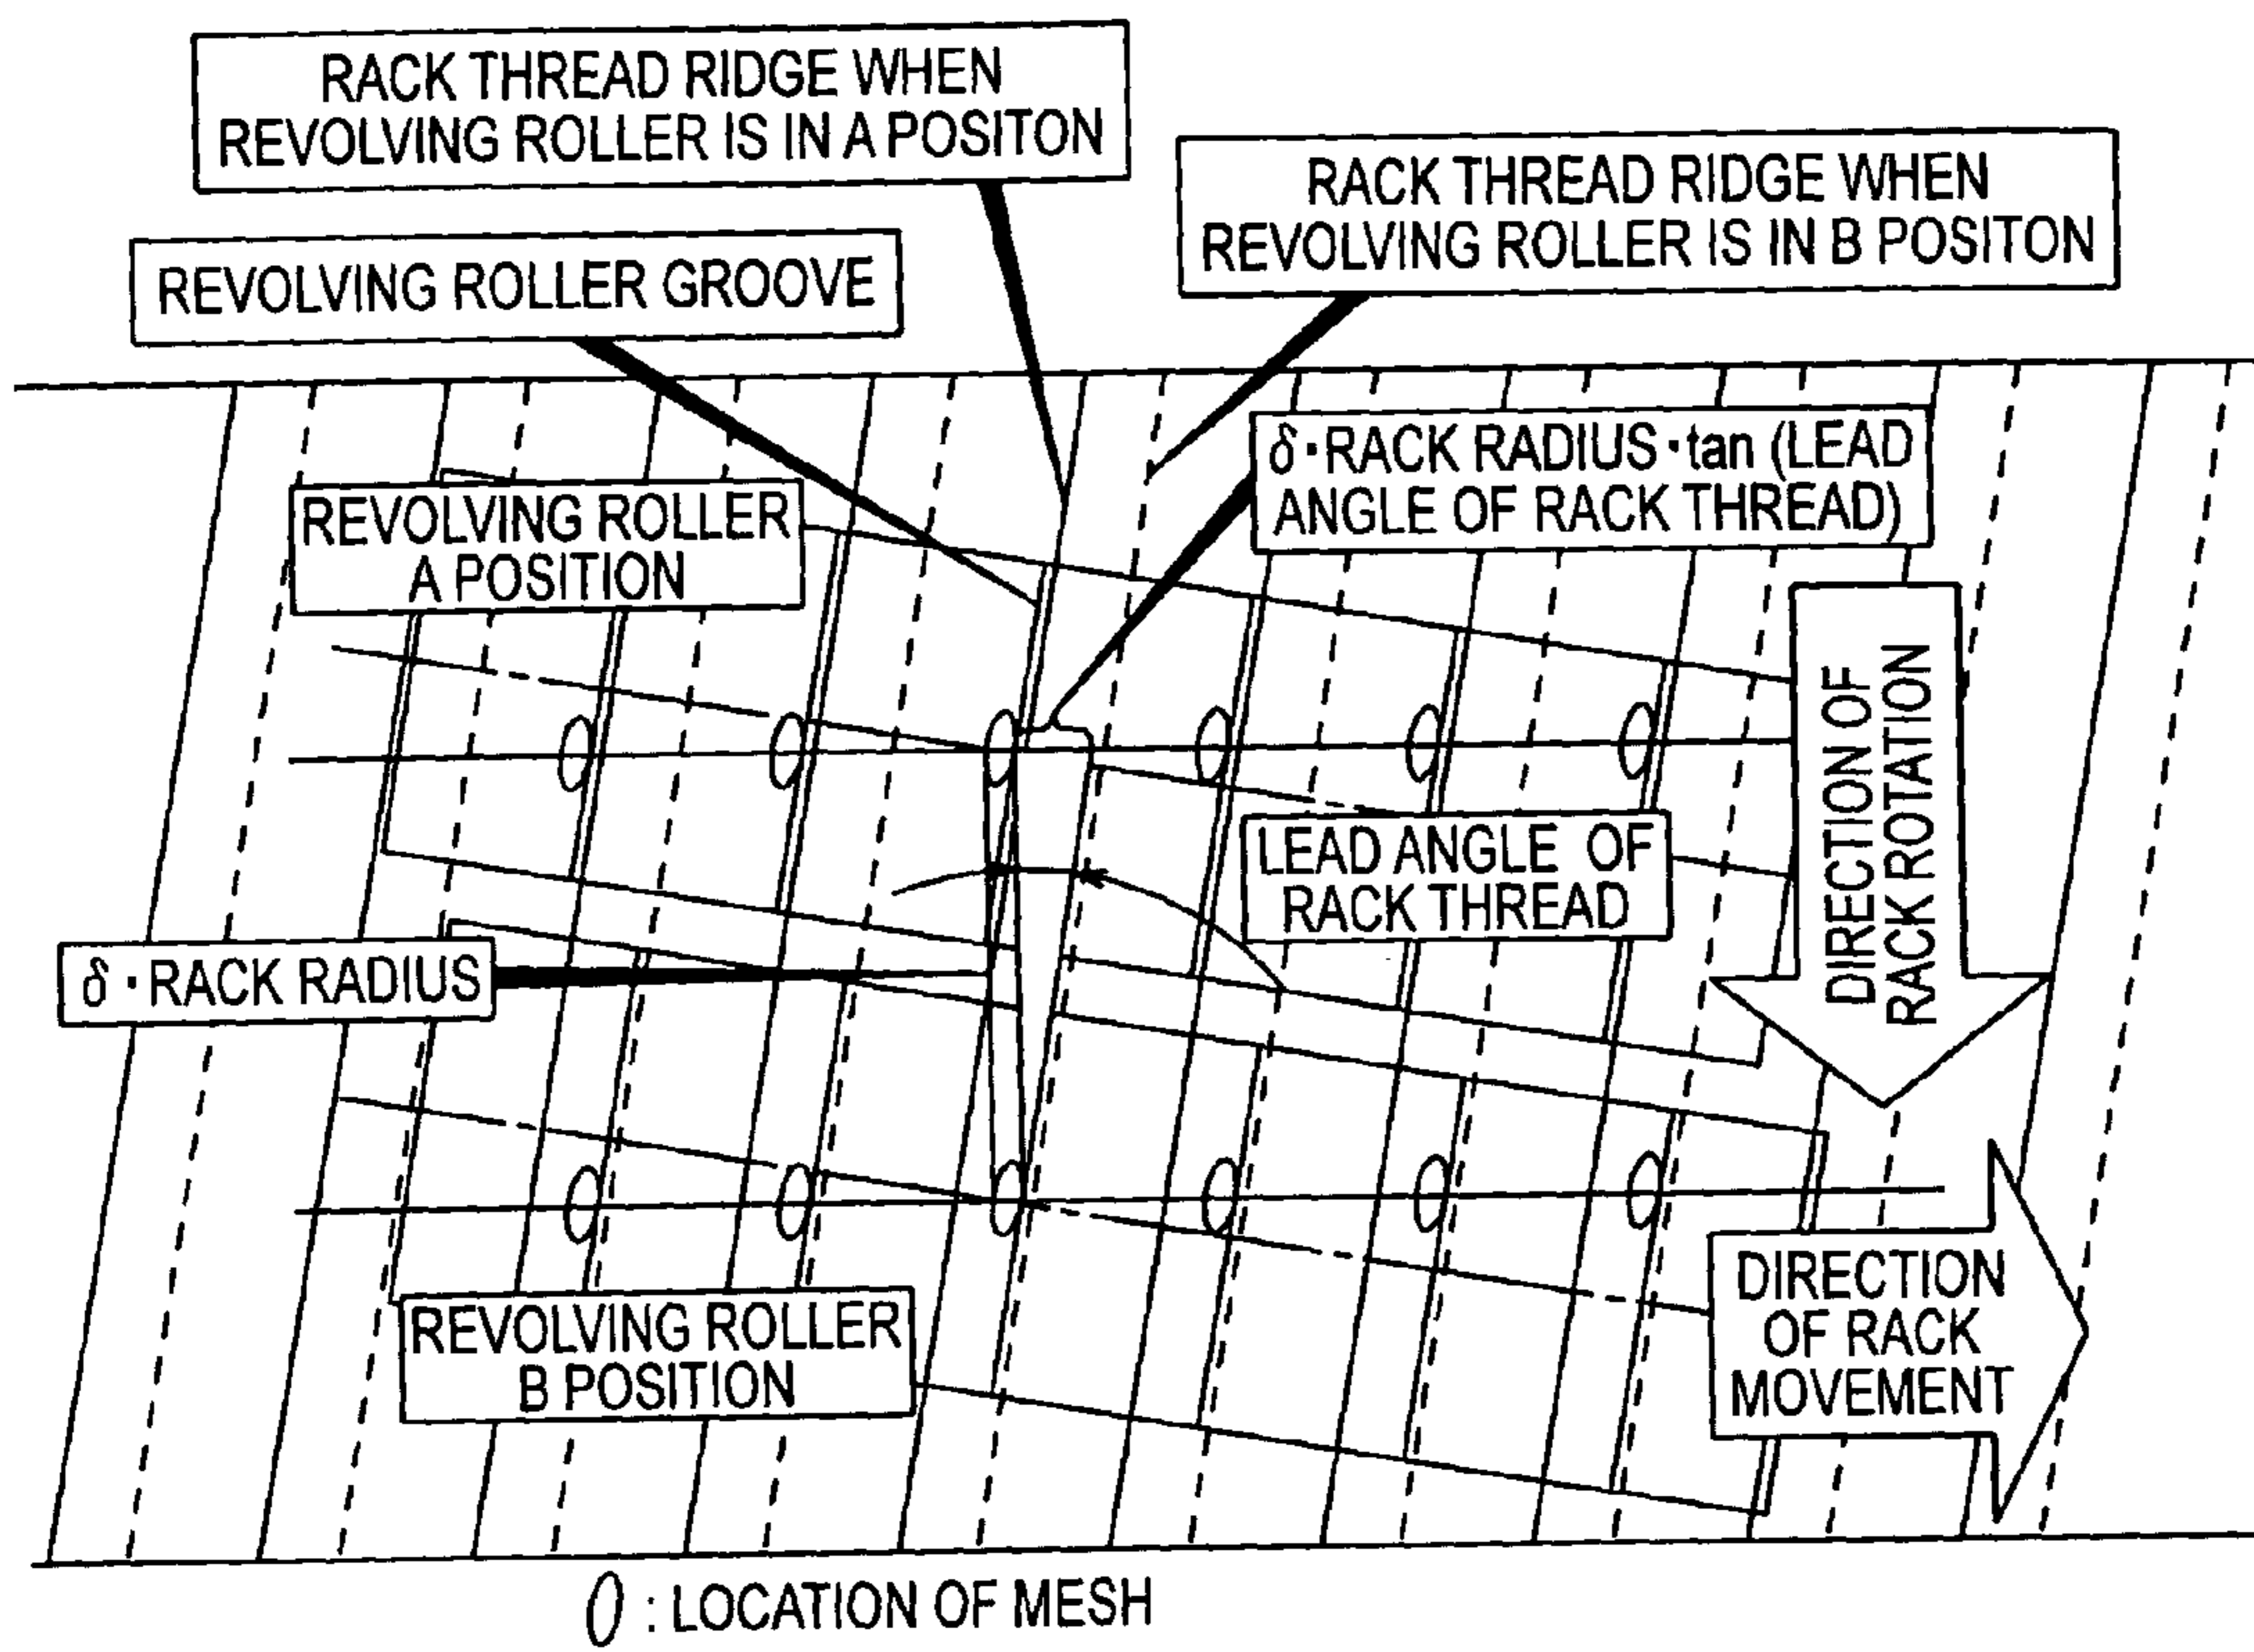 RACK THREAD RIDGE WHEN
REVOLVING ROLLER IS IN A POSITON
RACK THREAD RIDGE WHEN
REVOLVING ROLLER IS IN B POSITON
REVOLVING ROLLER GROOVE
δ·RACK RADIUS·tan (LEAD
ANGLE OF RACK THREAD)
REVOLVING ROLLER
A POSITION
DIRECTION OF
RACK ROTATION
LEAD ANGLE OF
RACK THREAD
δ·RACK RADIUS
REVOLVING ROLLER
B POSITION
DIRECTION
OF RACK
MOVEMENT
: LOCATION OF MESH